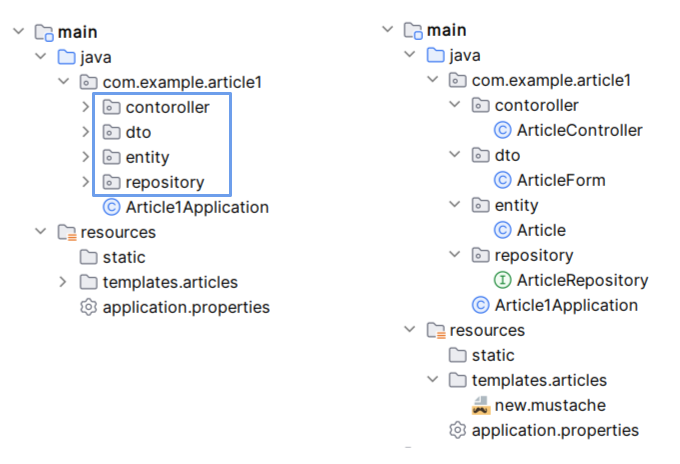 main
java
com.example.article1
contoroller
dto
entity
repository
Article1Application
resources
static
templates.articles
application.properties
main
java
com.example.article1
contoroller
ArticleController
dto
ArticleForm
entity
Article
repository
ArticleRepository
Article1Application
resources
static
templates.articles
new.mustache
application.properties